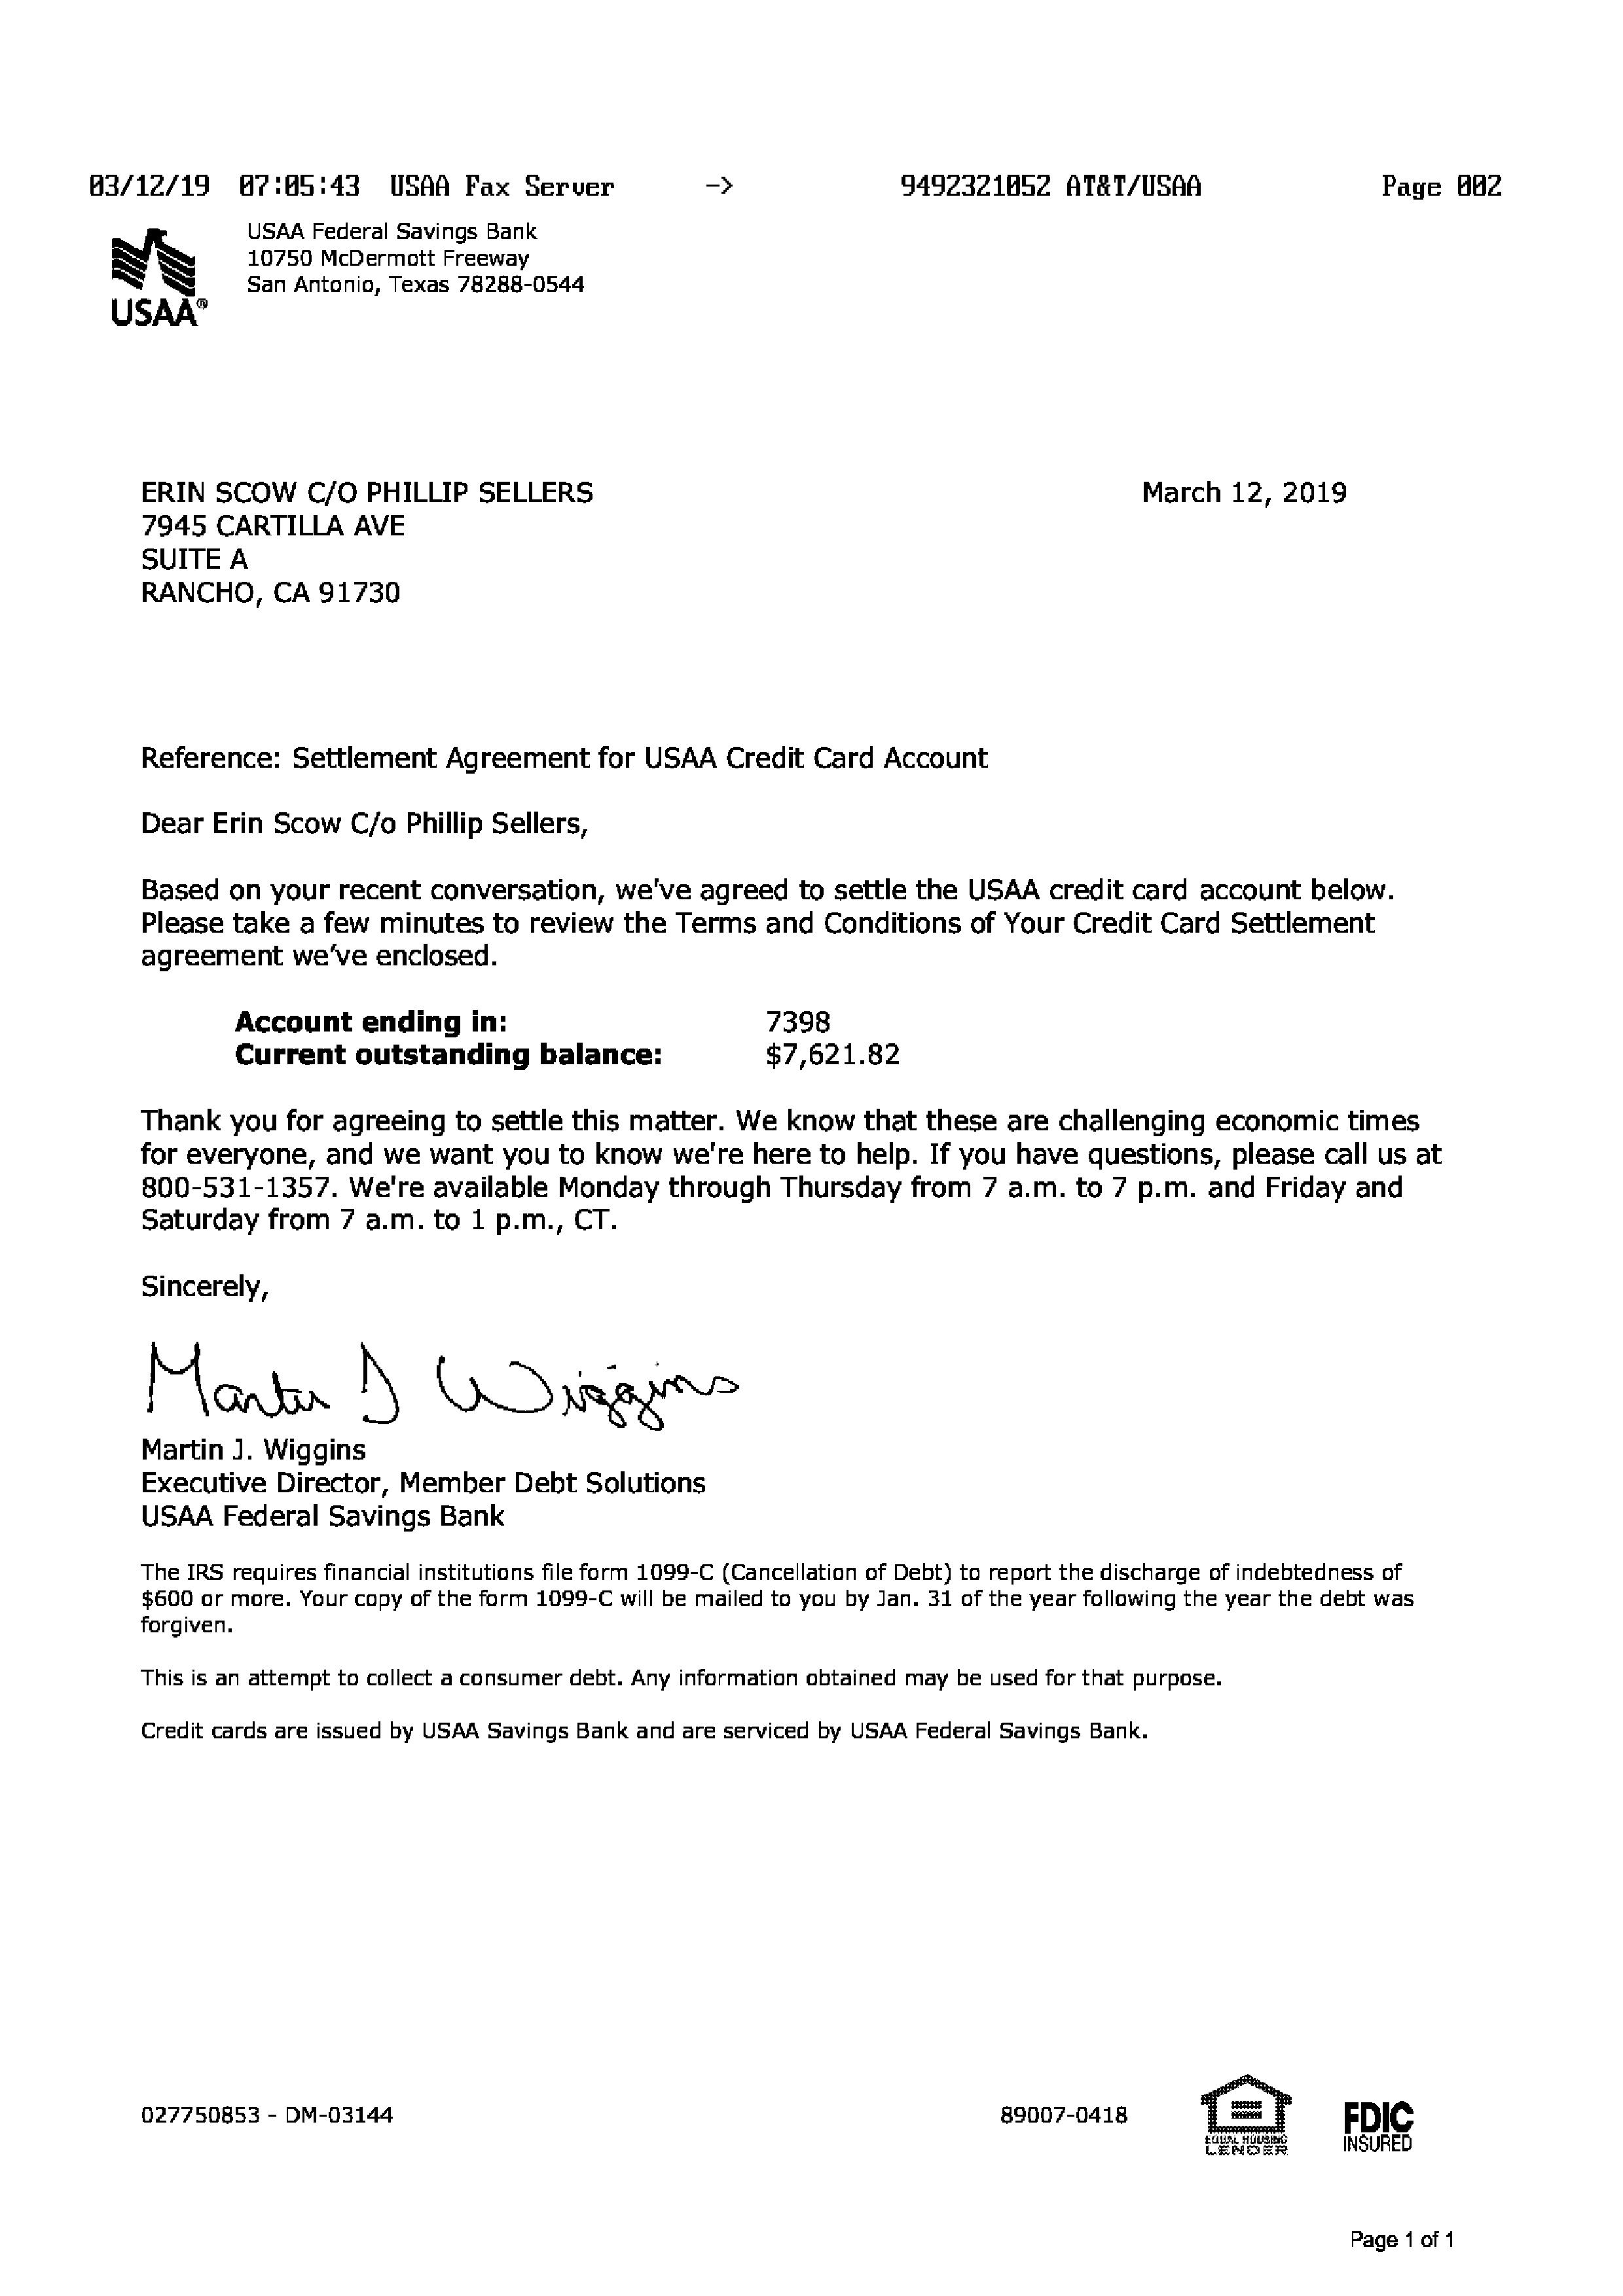 03/12/19 07:05:43 USAA Fax Server -> 9492321052 AT&T/USAA Page 002
USAA Federal Savings Bank
10750 McDermott Freeway
San Antonio, Texas 78288-0544
USAA®
ERIN SCOW C/O PHILLIP SELLERS March 12, 2019
7945 CARTILLA AVE
SUITE A
RANCHO, CA 91730
Reference: Settlement Agreement for USAA Credit Card Account
Dear Erin Scow C/o Phillip Sellers,
Based on your recent conversation, we've agreed to settle the USAA credit card account below.
Please take a few minutes to review the Terms and Conditions of Your Credit Card Settlement
agreement we've enclosed.
Account ending in: 7398
Current outstanding balance: $7,621.82
Thank you for agreeing to settle this matter. We know that these are challenging economic times
for everyone, and we want you to know we're here to help. If you have questions, please call us at
800-531-1357. We're available Monday through Thursday from 7 a.m. to 7 p.m. and Friday and
Saturday from 7 a.m. to 1 p.m., CT.
Sincerely,
Martin J Wiggins
Martin J. Wiggins
Executive Director, Member Debt Solutions
USAA Federal Savings Bank
The IRS requires financial institutions file form 1099-C (Cancellation of Debt) to report the discharge of indebtedness of
$600 or more. Your copy of the form 1099-C will be mailed to you by Jan. 31 of the year following the year the debt was
forgiven.
This is an attempt to collect a consumer debt. Any information obtained may be used for that purpose.
Credit cards are issued by USAA Savings Bank and are serviced by USAA Federal Savings Bank.
027750853 - DM-03144 89007-0418
EQUAL HOUSING
LENDER
FDIC
INSURED
Page 1 of 1